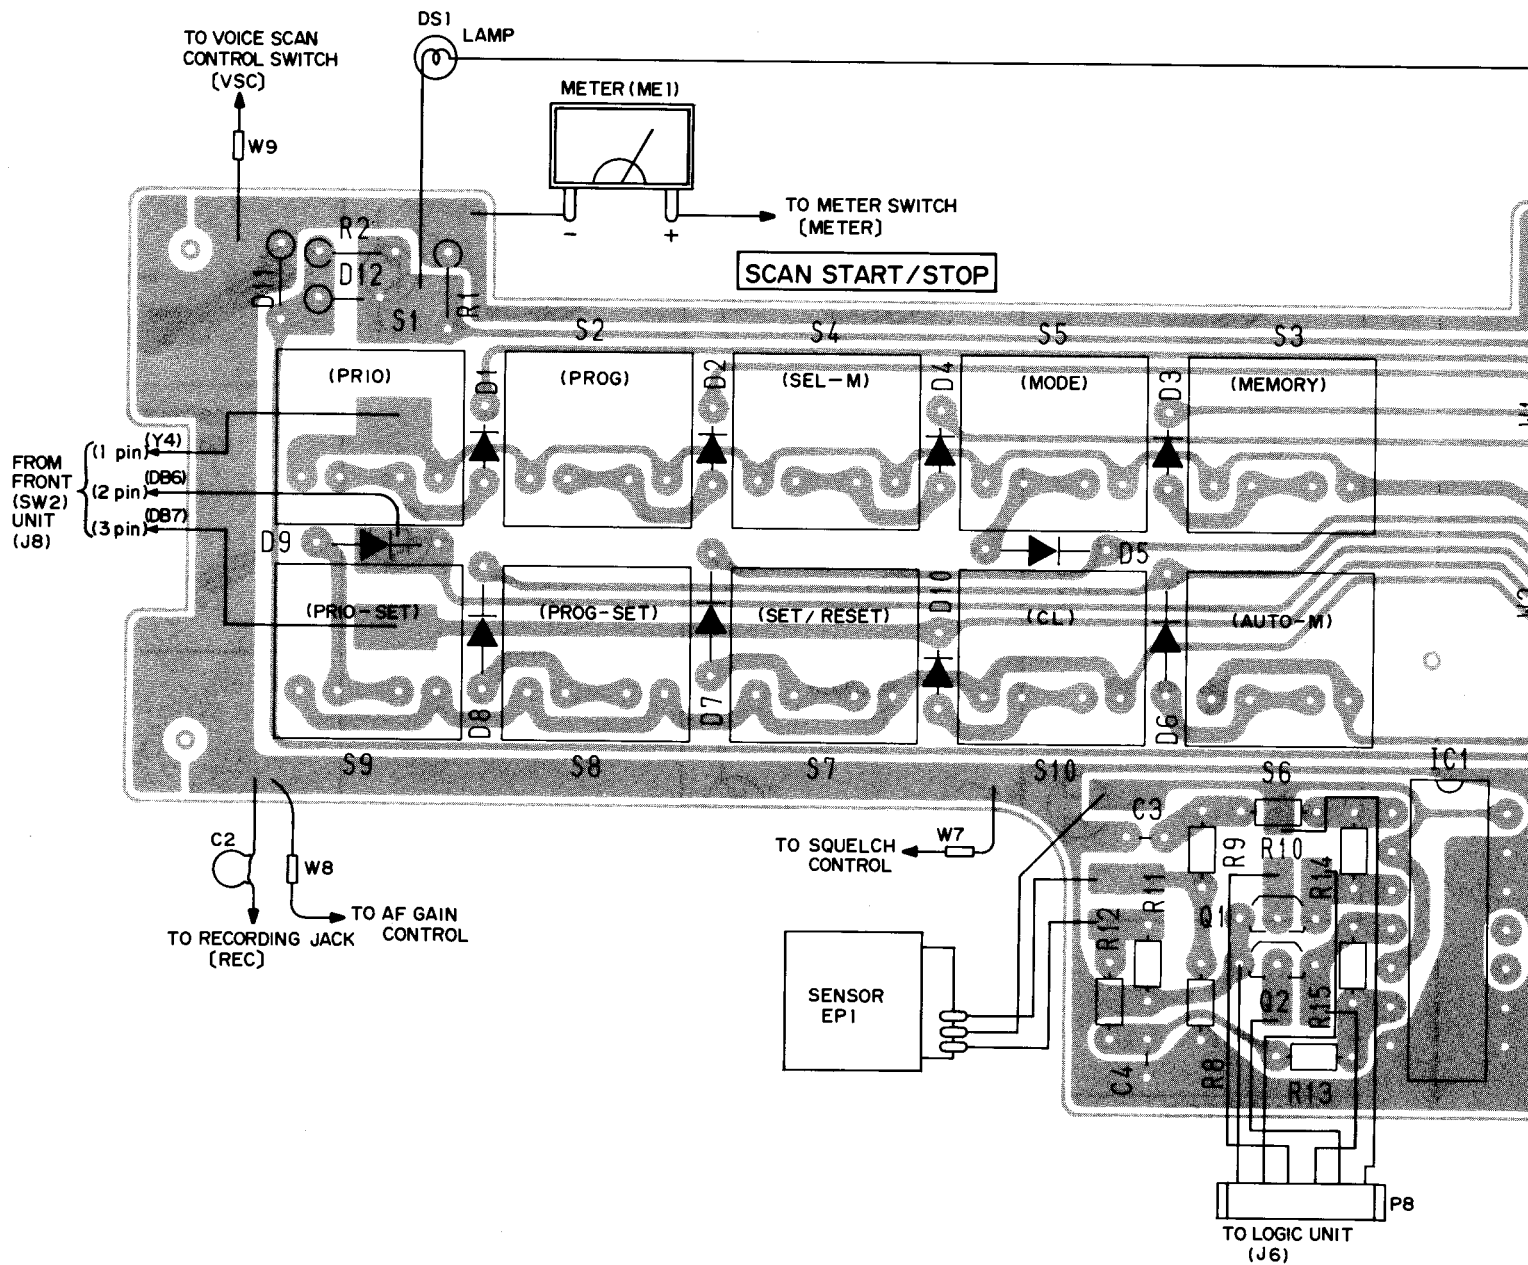 DS1
LAMP
TO VOICE SCAN
CONTROL SWITCH
(VSC)
W9
METER (ME1)
-
+
TO METER SWITCH
(METER)
SCAN START/STOP
R2
D12
D11
R1
S1
S2
S4
S5
S3
(PRIO)
(PROG)
(SEL-M)
(MODE)
(MEMORY)
D1
D2
D4
D3
FROM
FRONT
(SW2)
UNIT
(J8)
(1 pin)
(Y4)
(2 pin)
(DB6)
(3 pin)
(DB7)
D9
D5
(PRIO-SET)
(PROG-SET)
(SET/RESET)
D10
(CL)
(AUTO-M)
D8
D7
D6
S9
S8
S7
S10
S6
IC1
C2
W8
TO RECORDING JACK
(REC)
TO AF GAIN
CONTROL
TO SQUELCH
CONTROL
W7
C3
R9
R10
R14
R11
R12
Q1
Q2
R15
SENSOR
EP1
C4
R8
R13
P8
TO LOGIC UNIT
(J6)